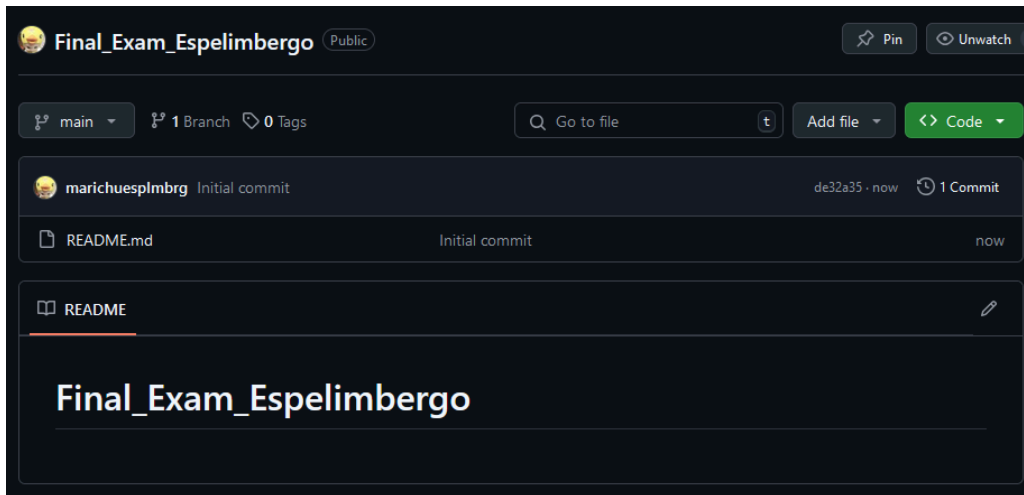 Final_Exam_Espelimbergo Public Pin Unwatch
main 1 Branch 0 Tags Go to file t Add file Code
marichuesplmbrg Initial commit de32a35 · now 1 Commit
README.md Initial commit now
README
Final_Exam_Espelimbergo